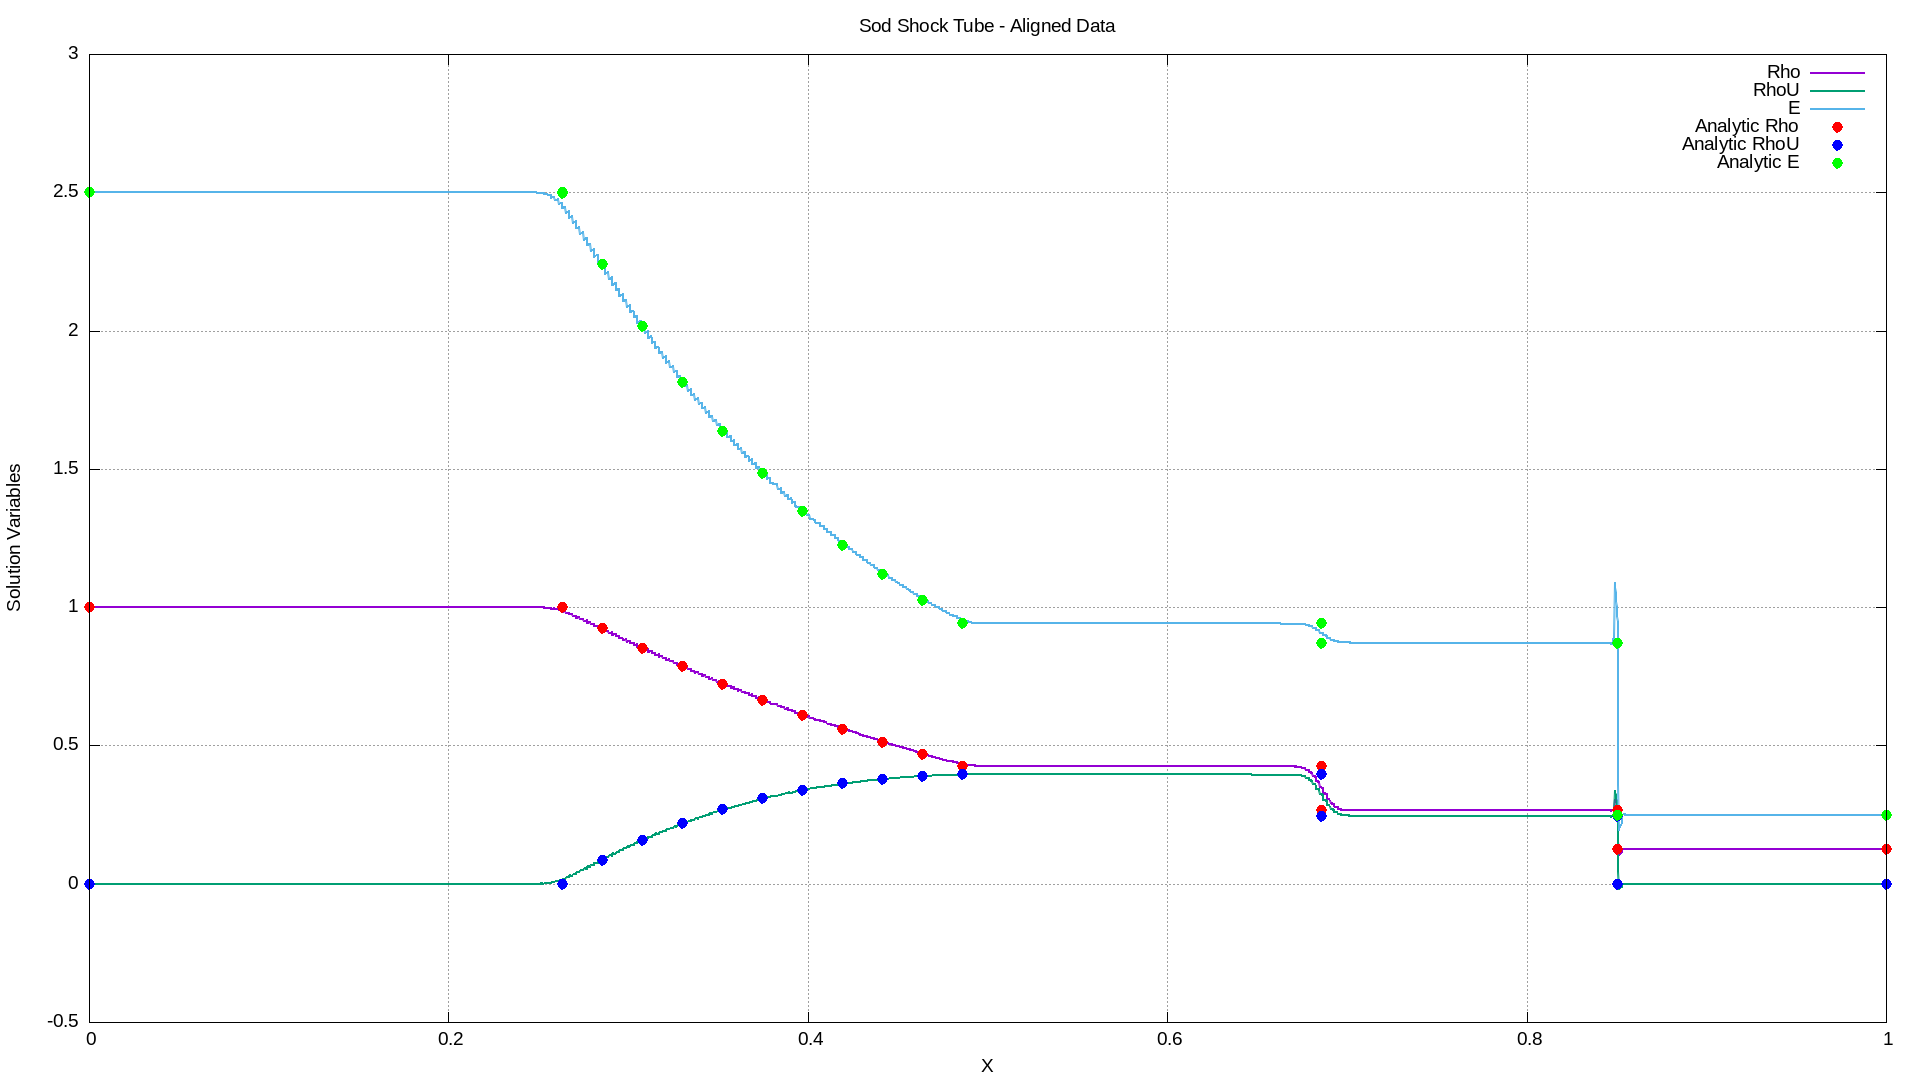 Sod Shock Tube - Aligned Data
3
2.5
2
1.5
1
0.5
0
-0.5
Solution Variables
Rho
RhoU
E
Analytic Rho
Analytic RhoU
Analytic E
0
0.2
0.4
0.6
0.8
1
X